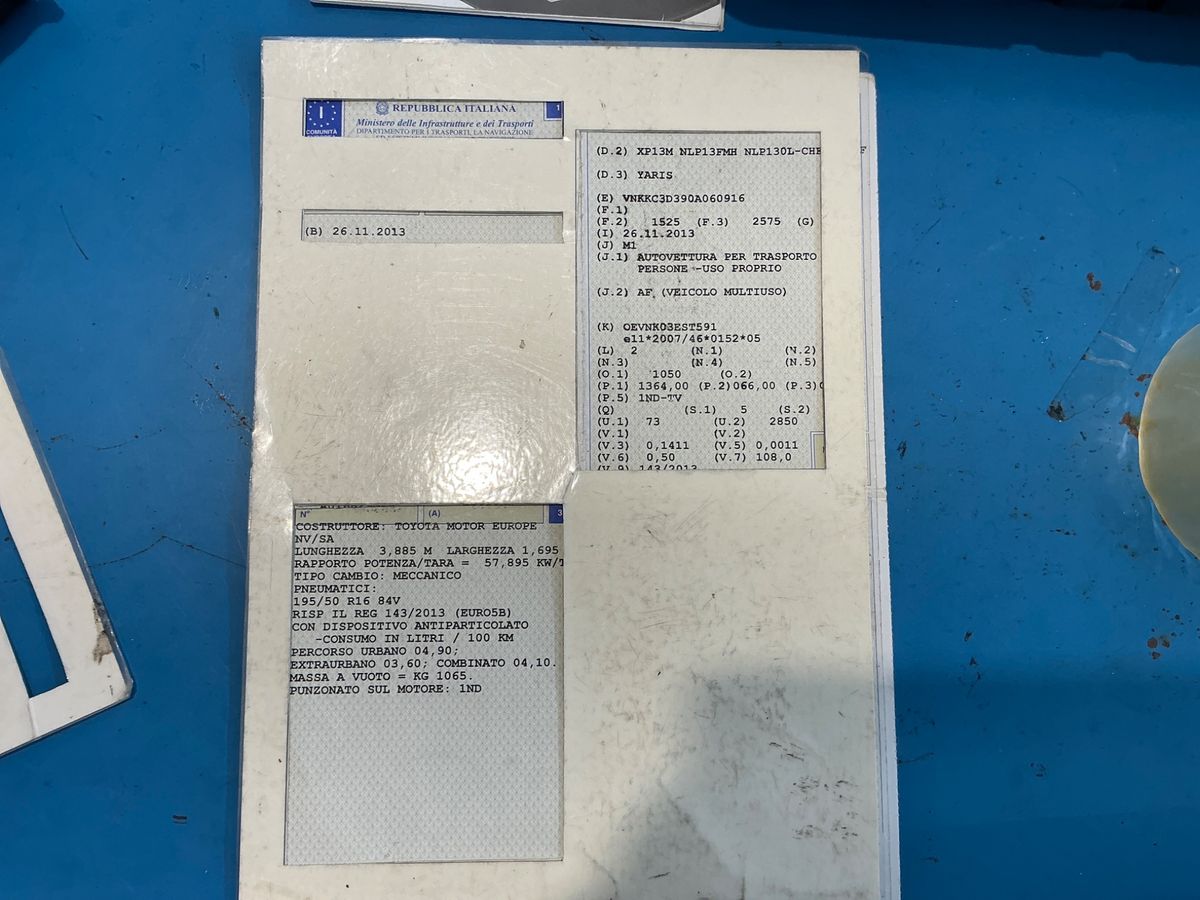 I
COMUNITÀ
REPUBBLICA ITALIANA
1
Ministero delle Infrastrutture e dei Trasporti
DIPARTIMENTO PER I TRASPORTI, LA NAVIGAZIONE
(B) 26.11.2013
(D.2) XP13M NLP13FMH NLP130L-CHE
(D.3) YARIS
(E) VNKKC3D390A060916
(F.1)
(F.2) 1525 (F.3) 2575 (G)
(I) 26.11.2013
(J) M1
(J.1) AUTOVETTURA PER TRASPORTO
PERSONE -USO PROPRIO
(J.2) AF (VEICOLO MULTIUSO)
(K) OEVNK03EST591
e11*2007/46*0152*05
(L) 2 (N.1) (N.2)
(N.3) (N.4) (N.5)
(O.1) 1050 (O.2)
(P.1) 1364,00 (P.2)066,00 (P.3)
(P.5) 1ND-TV
(Q) (S.1) 5 (S.2)
(U.1) 73 (U.2) 2850
(V.1) (V.2)
(V.3) 0,1411 (V.5) 0,0011
(V.6) 0,50 (V.7) 108,0
(V.9) 143/2013
N° (A) 3
COSTRUTTORE: TOYOTA MOTOR EUROPE
NV/SA
LUNGHEZZA 3,885 M LARGHEZZA 1,695
RAPPORTO POTENZA/TARA = 57,895 KW/T
TIPO CAMBIO: MECCANICO
PNEUMATICI:
195/50 R16 84V
RISP IL REG 143/2013 (EURO5B)
CON DISPOSITIVO ANTIPARTICOLATO
-CONSUMO IN LITRI / 100 KM
PERCORSO URBANO 04,90;
EXTRAURBANO 03,60; COMBINATO 04,10.
MASSA A VUOTO = KG 1065.
PUNZONATO SUL MOTORE: 1ND